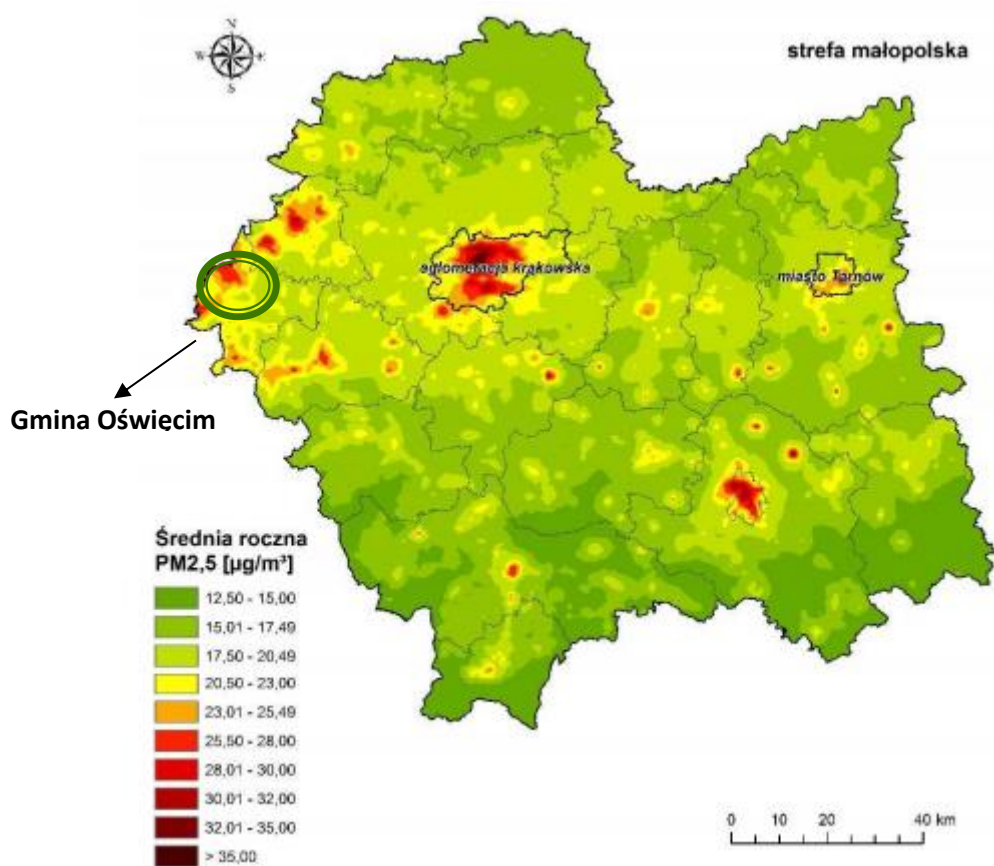 N
W
E
S
strefa małopolska
aglomeracja krakowska
miasto Tarnów
Gmina Oświęcim
Średnia roczna
PM2,5 [µg/m³]
12,50 - 15,00
15,01 - 17,49
17,50 - 20,49
20,50 - 23,00
23,01 - 25,49
25,50 - 28,00
28,01 - 30,00
30,01 - 32,00
32,01 - 35,00
> 35,00
0 10 20 40 km